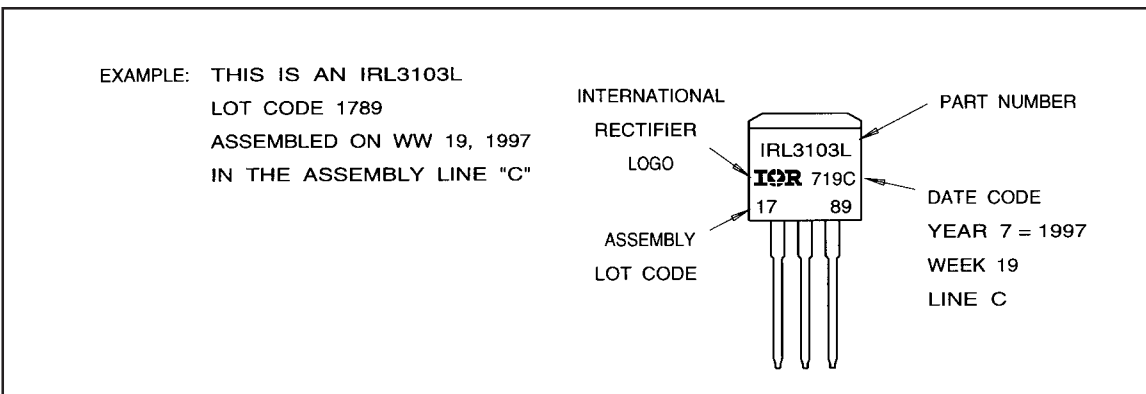 EXAMPLE: THIS IS AN IRL3103L
LOT CODE 1789
ASSEMBLED ON WW 19, 1997
IN THE ASSEMBLY LINE "C"
INTERNATIONAL
RECTIFIER
LOGO
ASSEMBLY
LOT CODE
IRL3103L
IOR 719C
17 89
PART NUMBER
DATE CODE
YEAR 7 = 1997
WEEK 19
LINE C